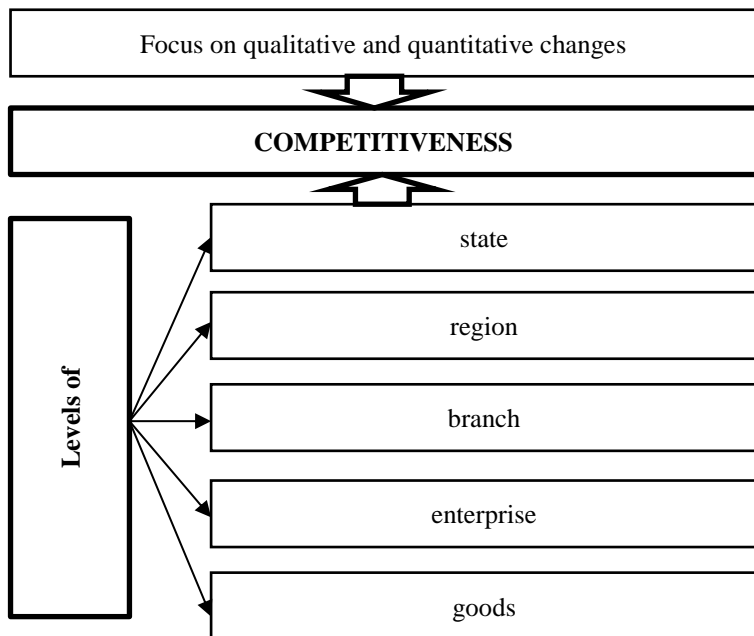 Focus on qualitative and quantitative changes
COMPETITIVENESS
Levels of
state
region
branch
enterprise
goods